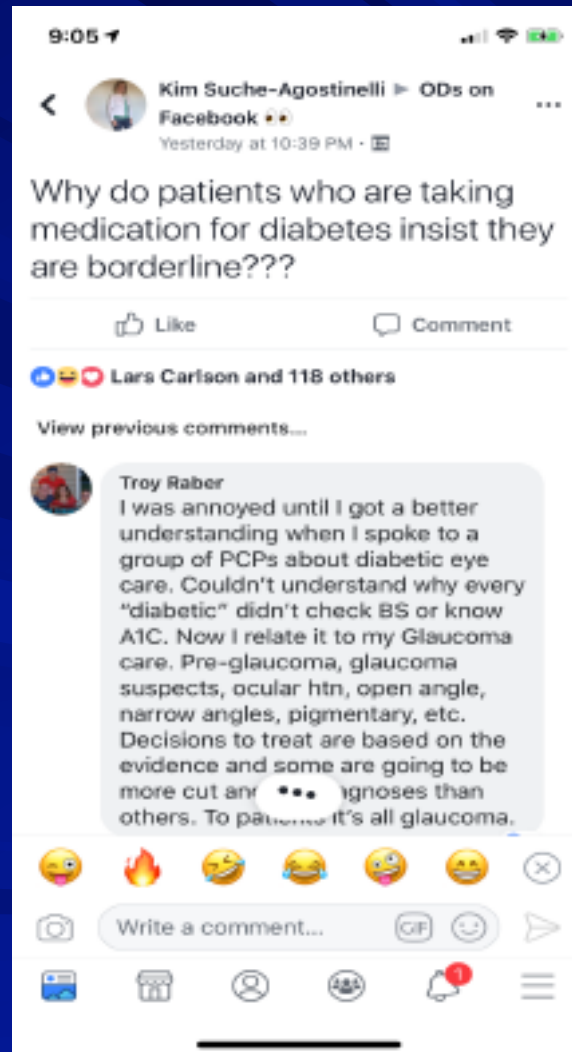 9:05
Kim Suche-Agostinelli ▶ ODs on
Facebook 👀
Yesterday at 10:39 PM ·
Why do patients who are taking
medication for diabetes insist they
are borderline???
Like
Comment
Lars Carlson and 118 others
View previous comments...
Troy Raber
I was annoyed until I got a better
understanding when I spoke to a
group of PCPs about diabetic eye
care. Couldn't understand why every
"diabetic" didn't check BS or know
A1C. Now I relate it to my Glaucoma
care. Pre-glaucoma, glaucoma
suspects, ocular htn, open angle,
narrow angles, pigmentary, etc.
Decisions to treat are based on the
evidence and some are going to be
more cut than
others. To it's all glaucoma.
Write a comment...
GIF
1